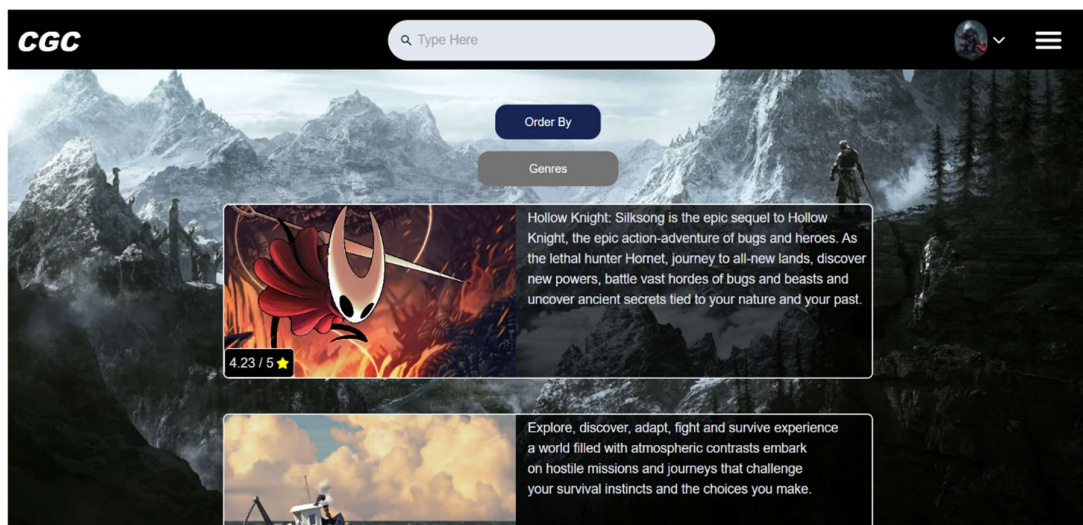 CGC
Type Here
Order By
Genres
Hollow Knight: Silksong is the epic sequel to Hollow
Knight, the epic action-adventure of bugs and heroes. As
the lethal hunter Hornet, journey to all-new lands, discover
new powers, battle vast hordes of bugs and beasts and
uncover ancient secrets tied to your nature and your past.
4.23 / 5
Explore, discover, adapt, fight and survive experience
a world filled with atmospheric contrasts embark
on hostile missions and journeys that challenge
your survival instincts and the choices you make.